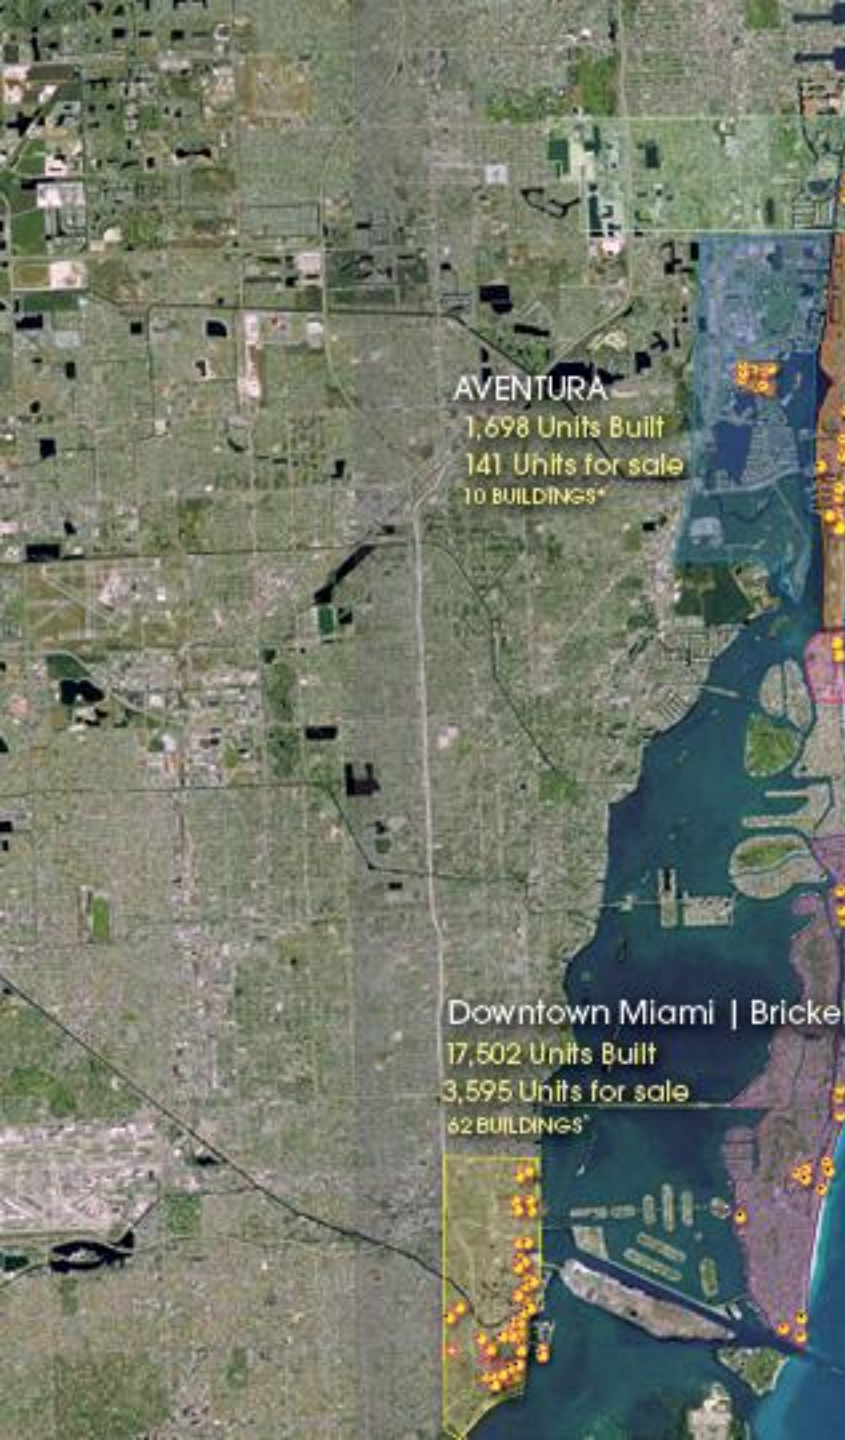 AVENTURA
1,698 Units Built
141 Units for sale
10 BUILDINGS*
Downtown Miami | Brickel
17,502 Units Built
3,595 Units for sale
62 BUILDINGS*